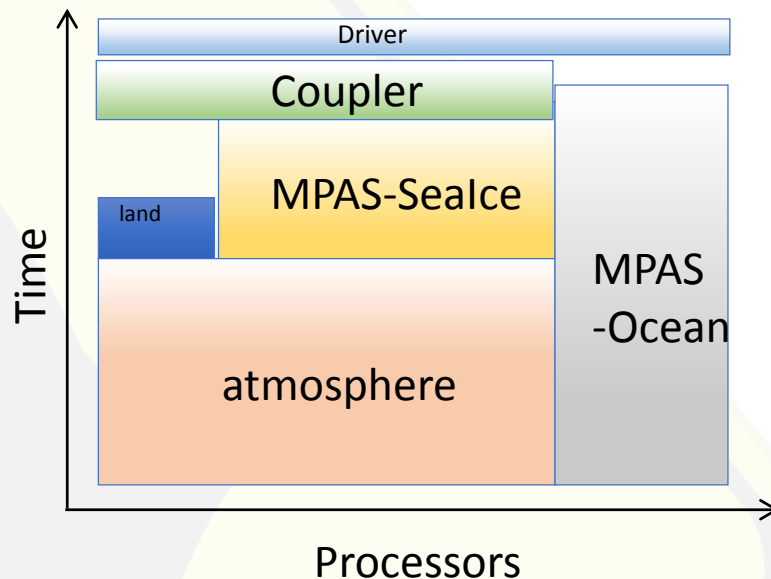 Driver
Coupler
MPAS-SeaIce
land
MPAS
-Ocean
atmosphere
Time
Processors